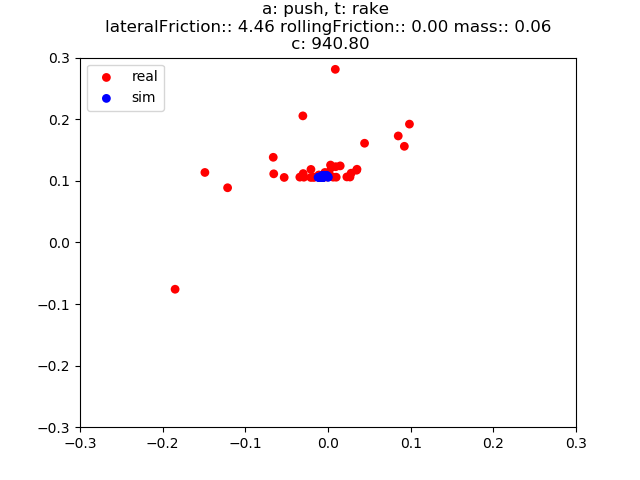 a: push, t: rake
lateralFriction:: 4.46 rollingFriction:: 0.00 mass:: 0.06
c: 940.80
real
sim
0.3
0.2
0.1
0.0
−0.1
−0.2
−0.3
−0.3
−0.2
−0.1
0.0
0.1
0.2
0.3